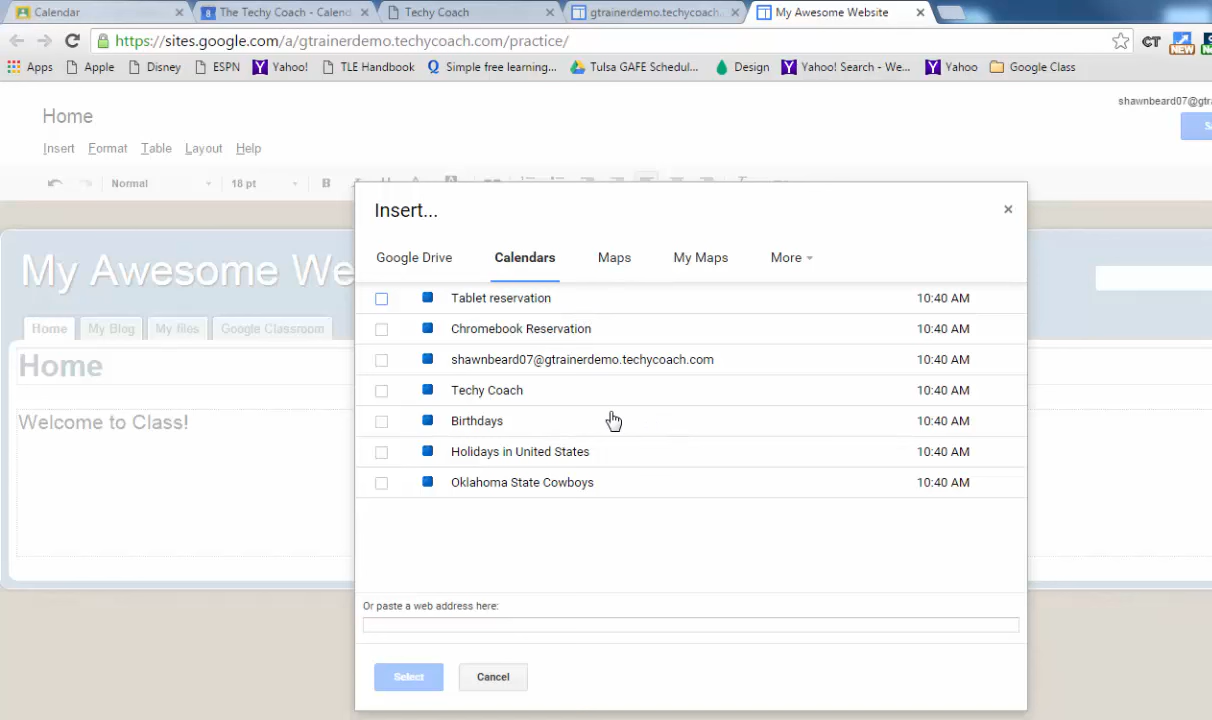 Calendar
The Techy Coach - Calend
Techy Coach
gtrainerdemo.techycoach.
My Awesome Website
https://sites.google.com/a/gtrainerdemo.techycoach.com/practice/
CT
NEW
Apps Apple Disney ESPN Yahoo! TLE Handbook Simple free learning... Tulsa GAFE Schedul... Design Yahoo! Search - We... Yahoo Google Class
shawnbeard07@gtra
Home
Insert Format Table Layout Help
Normal 18 pt B
Insert...
Google Drive Calendars Maps My Maps More
My Awesome We
Tablet reservation 10:40 AM
Chromebook Reservation 10:40 AM
Home My Blog My files Google Classroom
shawnbeard07@gtrainerdemo.techycoach.com 10:40 AM
Home
Techy Coach 10:40 AM
Welcome to Class!
Birthdays 10:40 AM
Holidays in United States 10:40 AM
Oklahoma State Cowboys 10:40 AM
Or paste a web address here:
Select Cancel